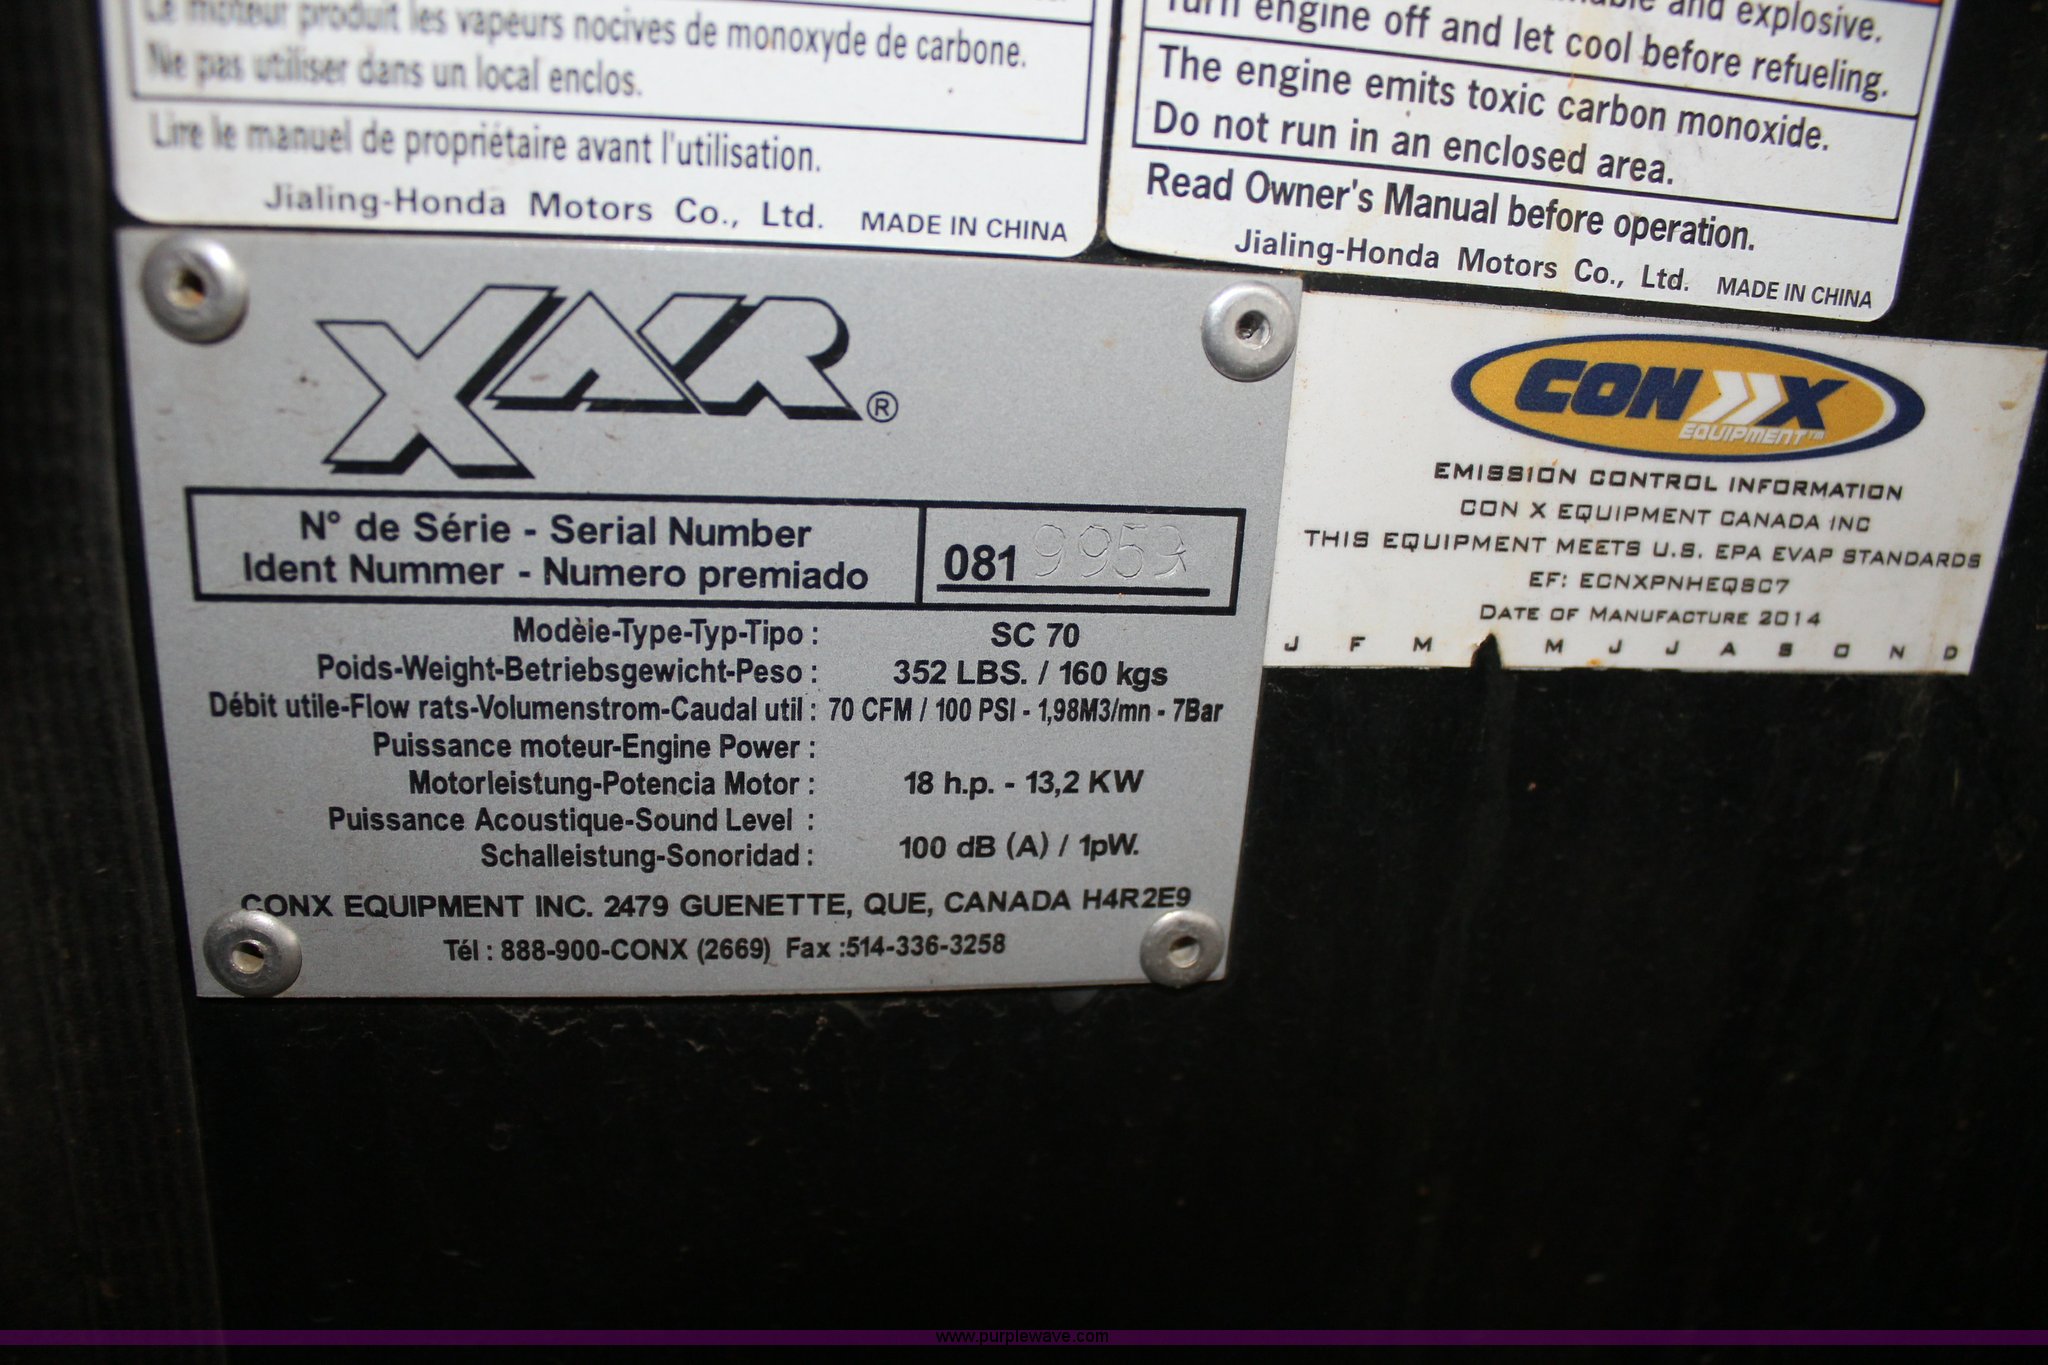 Le moteur produit les vapeurs nocives de monoxyde de carbone.
Ne pas utiliser dans un local enclos.
Lire le manuel de propriétaire avant l'utilisation.
Jialing-Honda Motors Co., Ltd. MADE IN CHINA
and explosive.
Turn engine off and let cool before refueling.
The engine emits toxic carbon monoxide.
Do not run in an enclosed area.
Read Owner's Manual before operation.
Jialing-Honda Motors Co., Ltd. MADE IN CHINA
XAIR®
N° de Série - Serial Number
Ident Nummer - Numero premiado
081 9957
Modèie-Type-Typ-Tipo : SC 70
Poids-Weight-Betriebsgewicht-Peso : 352 LBS. / 160 kgs
Débit utile-Flow rats-Volumenstrom-Caudal util : 70 CFM / 100 PSI - 1,98M3/mn - 7Bar
Puissance moteur-Engine Power :
Motorleistung-Potencia Motor : 18 h.p. - 13,2 KW
Puissance Acoustique-Sound Level :
Schalleistung-Sonoridad : 100 dB (A) / 1pW.
CONX EQUIPMENT INC. 2479 GUENETTE, QUE, CANADA H4R2E9
Tél : 888-900-CONX (2669) Fax :514-336-3258
CON X
EQUIPMENT™
EMISSION CONTROL INFORMATION
CON X EQUIPMENT CANADA INC
THIS EQUIPMENT MEETS U.S. EPA EVAP STANDARDS
EF: ECNXPNHEQSC7
DATE OF MANUFACTURE 2014
J F M M J J A S O N D
www.purplewave.com